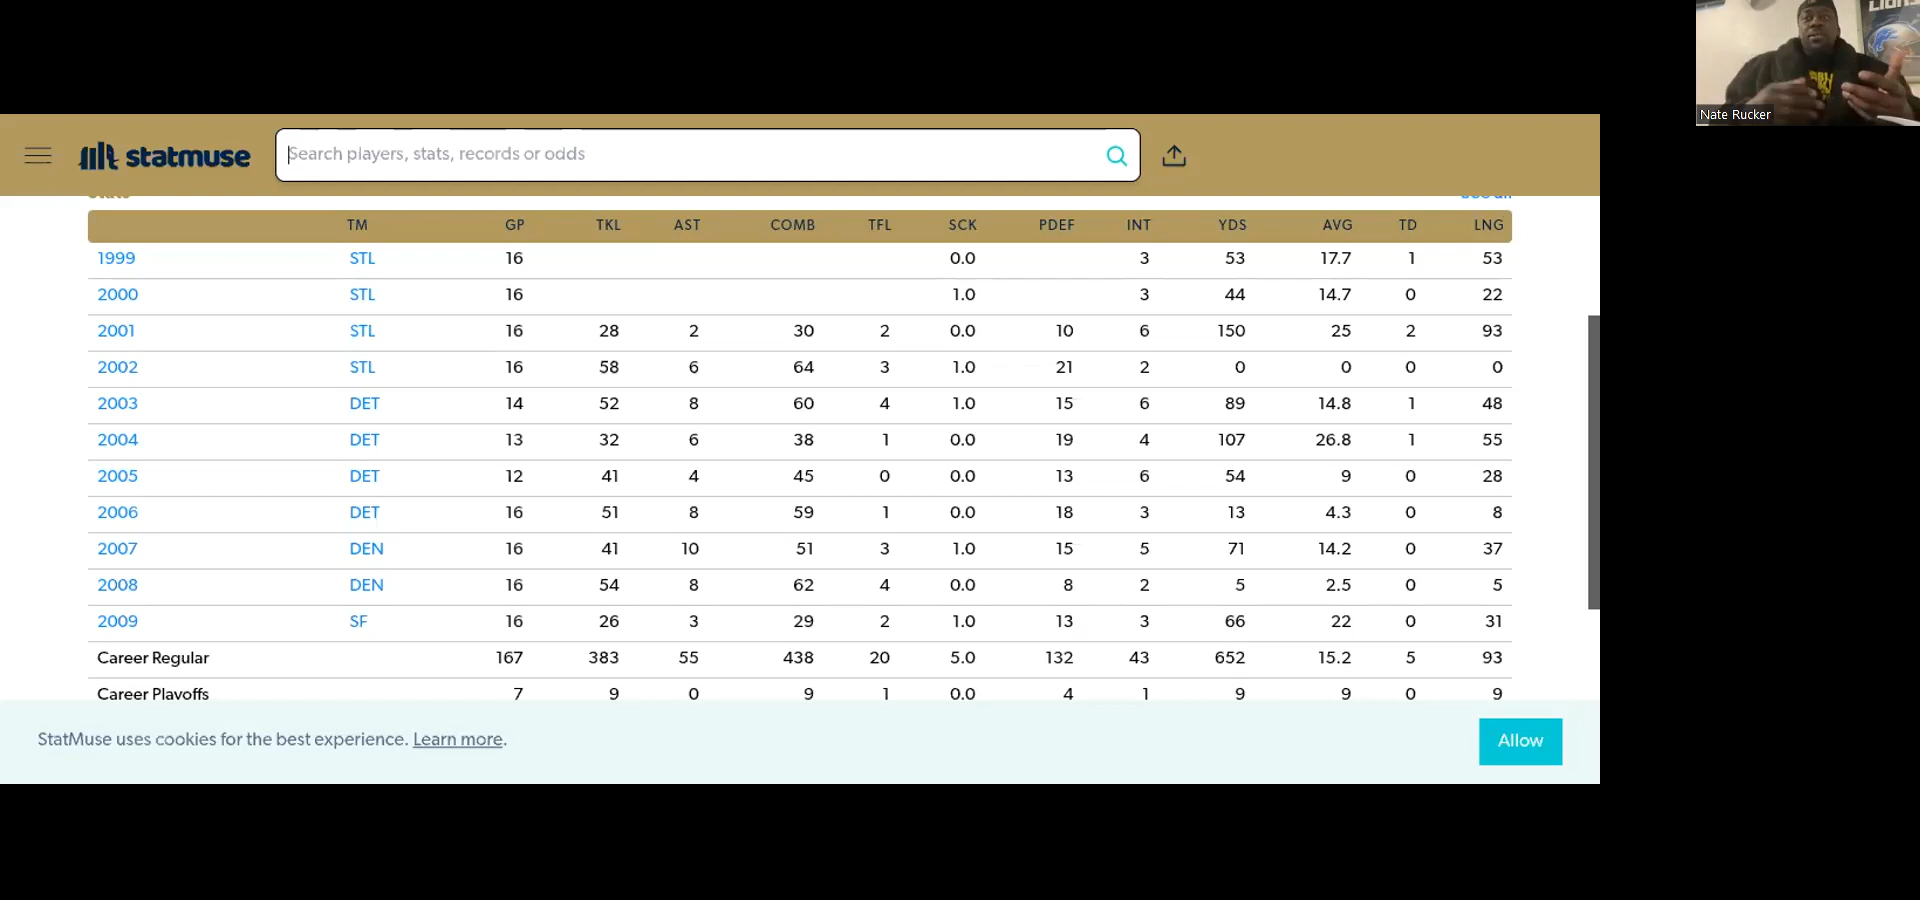 LIONS
Nate Rucker
statmuse
Search players, stats, records or odds
Stats See all
TM GP TKL AST COMB TFL SCK PDEF INT YDS AVG TD LNG
1999 STL 16 0.0 3 53 17.7 1 53
2000 STL 16 1.0 3 44 14.7 0 22
2001 STL 16 28 2 30 2 0.0 10 6 150 25 2 93
2002 STL 16 58 6 64 3 1.0 21 2 0 0 0 0
2003 DET 14 52 8 60 4 1.0 15 6 89 14.8 1 48
2004 DET 13 32 6 38 1 0.0 19 4 107 26.8 1 55
2005 DET 12 41 4 45 0 0.0 13 6 54 9 0 28
2006 DET 16 51 8 59 1 0.0 18 3 13 4.3 0 8
2007 DEN 16 41 10 51 3 1.0 15 5 71 14.2 0 37
2008 DEN 16 54 8 62 4 0.0 8 2 5 2.5 0 5
2009 SF 16 26 3 29 2 1.0 13 3 66 22 0 31
Career Regular 167 383 55 438 20 5.0 132 43 652 15.2 5 93
Career Playoffs 7 9 0 9 1 0.0 4 1 9 9 0 9
StatMuse uses cookies for the best experience. Learn more.
Allow